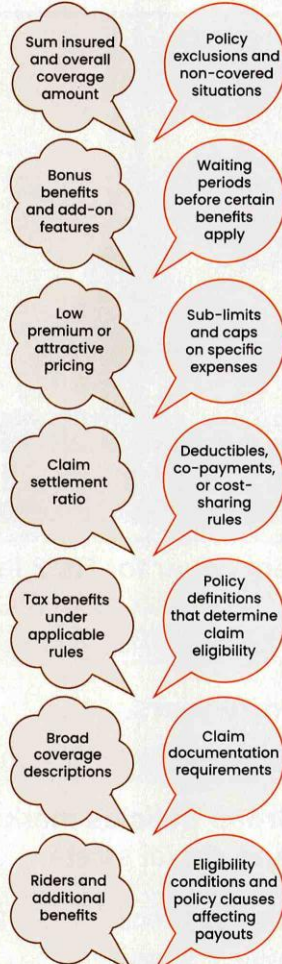 Sum insured
and overall
coverage
amount
Policy
exclusions and
non-covered
situations
Bonus
benefits
and add-on
features
Waiting
periods
before certain
benefits
apply
Low
premium or
attractive
pricing
Sub-limits
and caps
on specific
expenses
Claim
settlement
ratio
Deductibles,
co-payments,
or cost-
sharing
rules
Tax benefits
under
applicable
rules
Policy
definitions
that determine
claim
eligibility
Broad
coverage
descriptions
Claim
documentation
requirements
Riders and
additional
benefits
Eligibility
conditions and
policy clauses
affecting
payouts